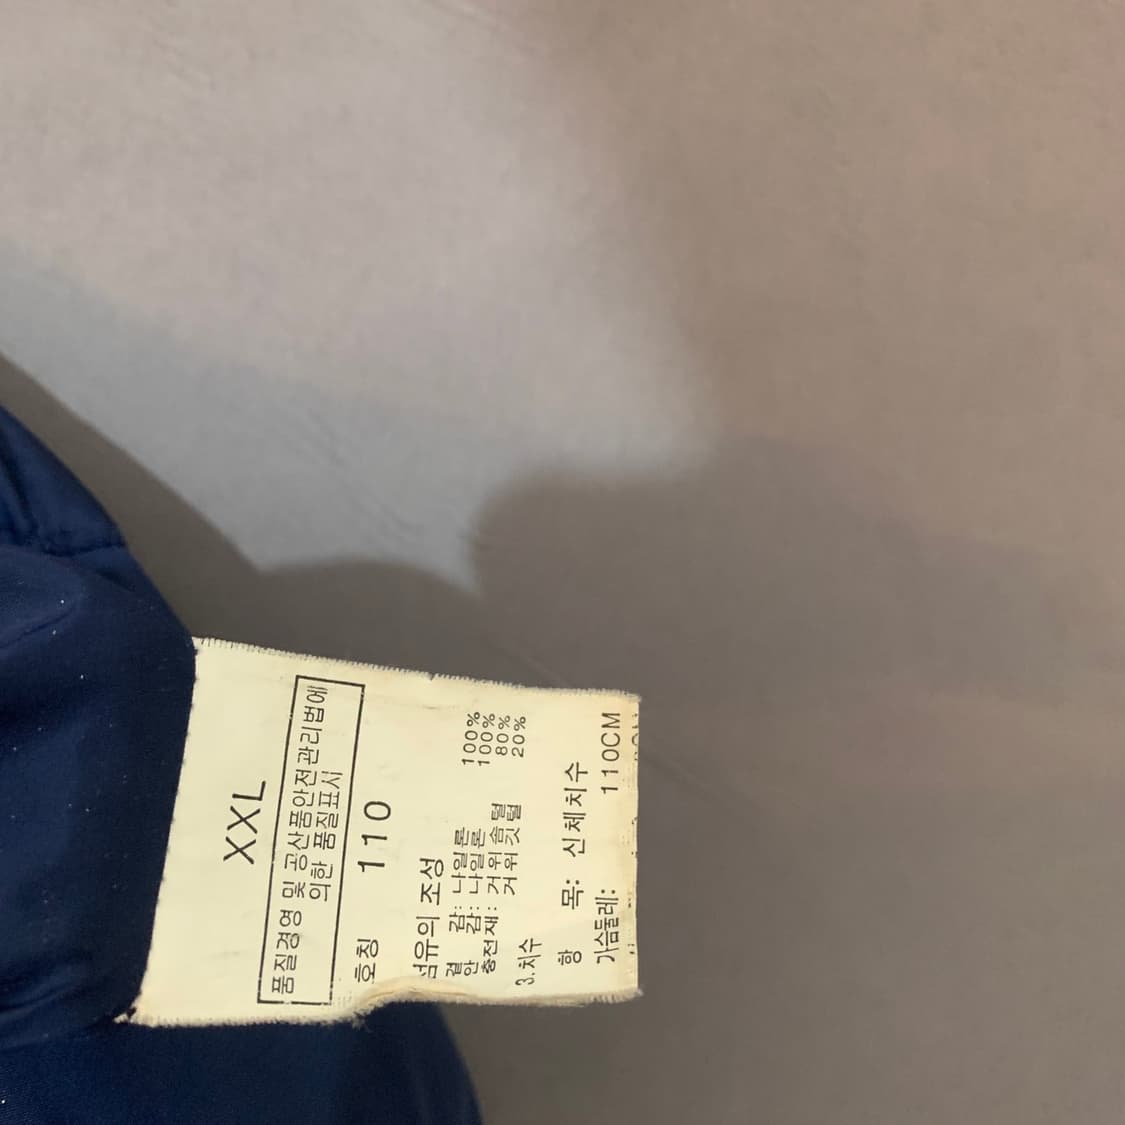 XXL
품질경영 및 공산품안전관리법에
의한 품질표시
호칭 110
섬유의 조성
겉 감: 나일론 100%
안 감: 나일론 100%
충전재: 거위솜털 80%
거위깃털 20%
3.치수
항 목: 신체치수
가슴둘레: 110CM